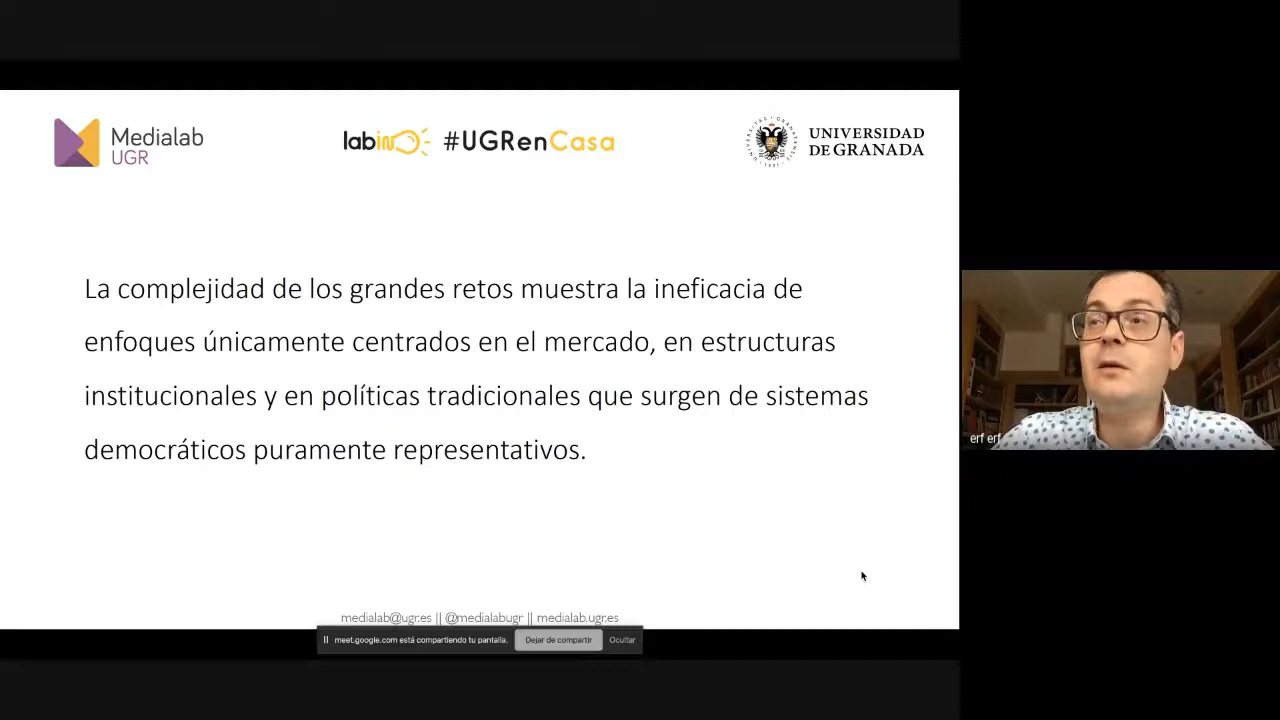 Medialab
UGR
labin #UGRenCasa
UNIVERSIDAD
DE GRANADA
La complejidad de los grandes retos muestra la ineficacia de
enfoques únicamente centrados en el mercado, en estructuras
institucionales y en políticas tradicionales que surgen de sistemas
democráticos puramente representativos.
erf erf
medialab@ugr.es || @medialabugr || medialab.ugr.es
meet.google.com está compartiendo tu pantalla. Dejar de compartir Ocultar